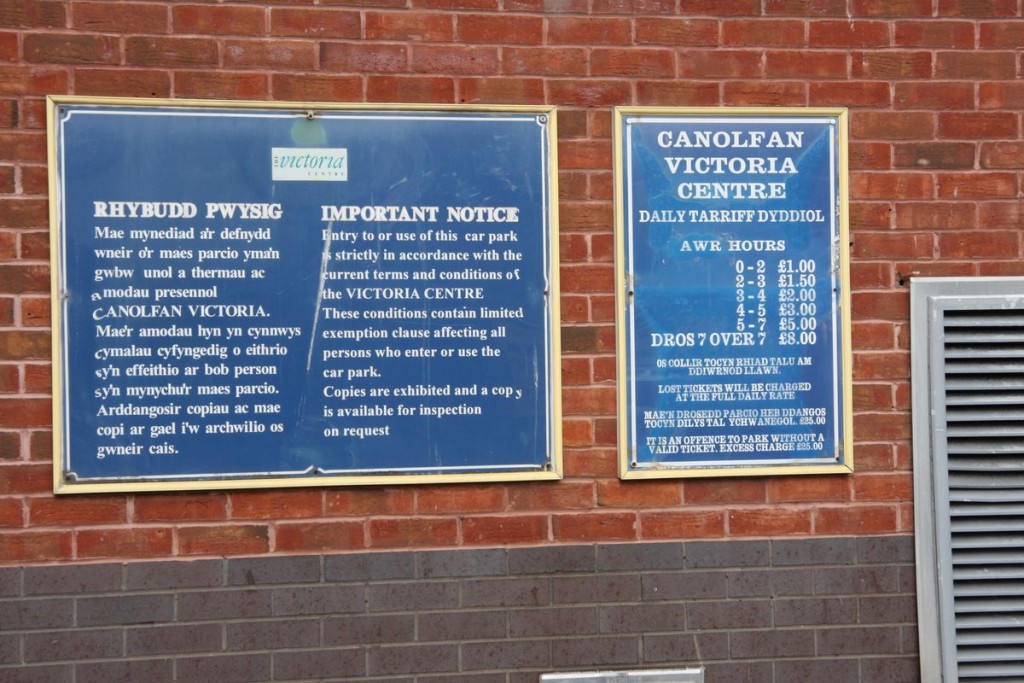 THE victoria
CENTRE
RHYBUDD PWYSIG
Mae mynediad a'r defnydd
wneir o'r maes parcio yma'n
gwbw unol a thermau ac
amodau presennol
CANOLFAN VICTORIA.
Mae'r amodau hyn yn cynnwys
cymalau cyfyngedig o eithrio
sy'n effeithio ar bob person
sy'n mynychu'r maes parcio.
Arddangosir copiau ac mae
copi ar gael i'w archwilio os
gwneir cais.
IMPORTANT NOTICE
Entry to or use of this car park
is strictly in accordance with the
current terms and conditions of
the VICTORIA CENTRE
These conditions contain limited
exemption clause affecting all
persons who enter or use the
car park.
Copies are exhibited and a copy
is available for inspection
on request
CANOLFAN
VICTORIA
CENTRE
DAILY TARRIFF DYDDIOL
AWR HOURS
0-2 £1.00
2-3 £1.50
3-4 £2.00
4-5 £3.00
5-7 £5.00
DROS 7 OVER 7 £8.00
OS COLLIR TOCYN RHIAD TALU AM
DDIWRNOD LLAWN.
LOST TICKETS WILL BE CHARGED
AT THE FULL DAILY RATE
MAE'N DROSEDD PARCIO HEB DDANGOS
TOCYN DILYS TAL YCHWANEGOL. £25.00
IT IS AN OFFENCE TO PARK WITHOUT A
VALID TICKET. EXCESS CHARGE £25.00